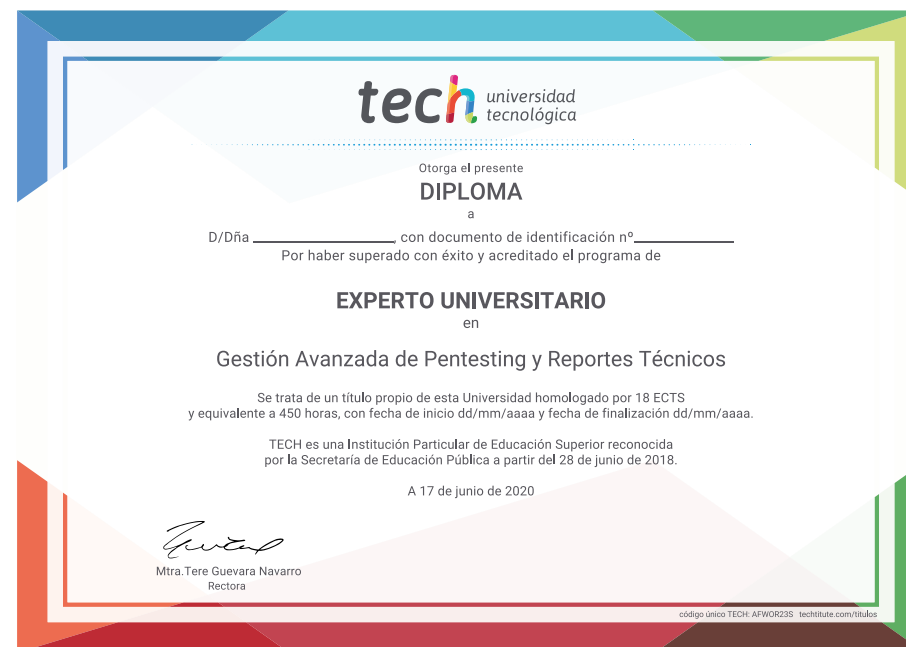 tech universidad
tecnológica
Otorga el presente
DIPLOMA
a
D/Dña ____________________, con documento de identificación nº______________
Por haber superado con éxito y acreditado el programa de
EXPERTO UNIVERSITARIO
en
Gestión Avanzada de Pentesting y Reportes Técnicos
Se trata de un título propio de esta Universidad homologado por 18 ECTS
y equivalente a 450 horas, con fecha de inicio dd/mm/aaaa y fecha de finalización dd/mm/aaaa.
TECH es una Institución Particular de Educación Superior reconocida
por la Secretaría de Educación Pública a partir del 28 de junio de 2018.
A 17 de junio de 2020
Mtra.Tere Guevara Navarro
Rectora
código único TECH: AFWOR23S techtitute.com/titulos